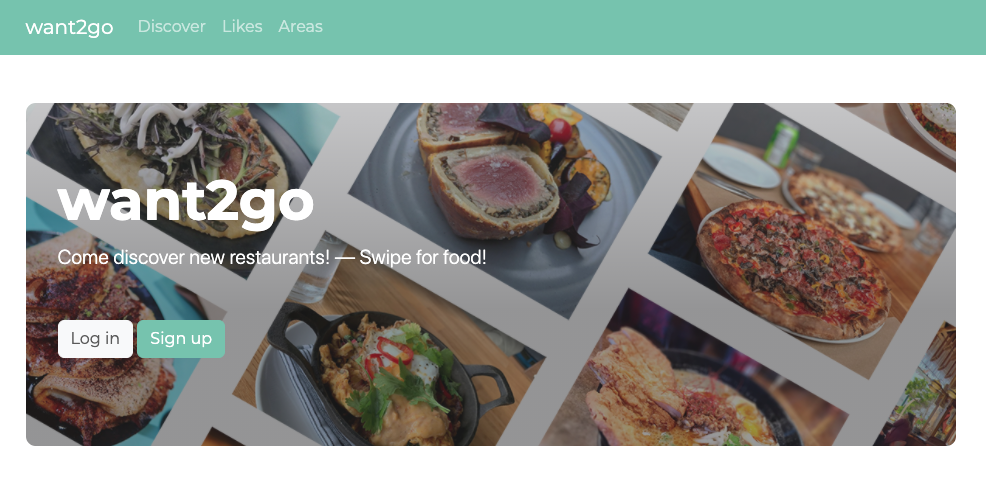 want2go Discover Likes Areas
want2go
Come discover new restaurants! — Swipe for food!
Log in Sign up